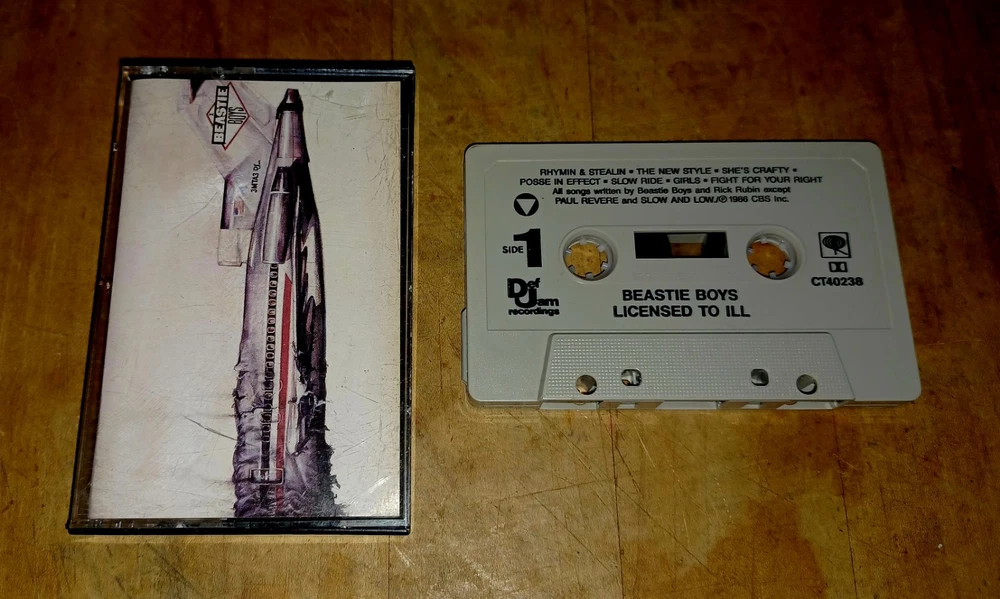 BEASTIE
BOYS
3MTA3 DY...
RHYMIN & STEALIN • THE NEW STYLE • SHE'S CRAFTY •
POSSE IN EFFECT • SLOW RIDE • GIRLS • FIGHT FOR YOUR RIGHT
All songs written by Beastie Boys and Rick Rubin except
PAUL REVERE and SLOW AND LOW./℗ 1986 CBS Inc.
SIDE 1
Def
Jam
recordings
CT40238
BEASTIE BOYS
LICENSED TO ILL